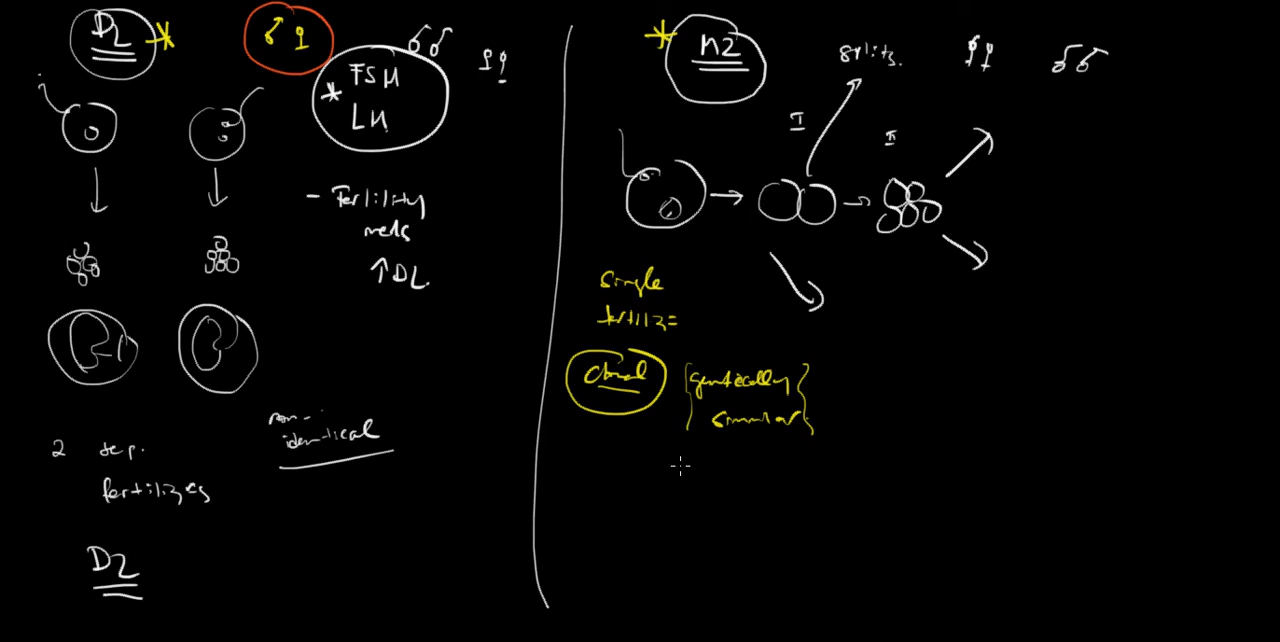 DZ *
♂ ♀
♂♂
♀♀
* FSH
LH
- Fertility
meds
↑ DZ.
non-
identical
2 sep.
fertilizes
DZ
* MZ
splits.
♀♀
♂♂
I
II
single
fertiliz=
clonal
{genetically
similar}